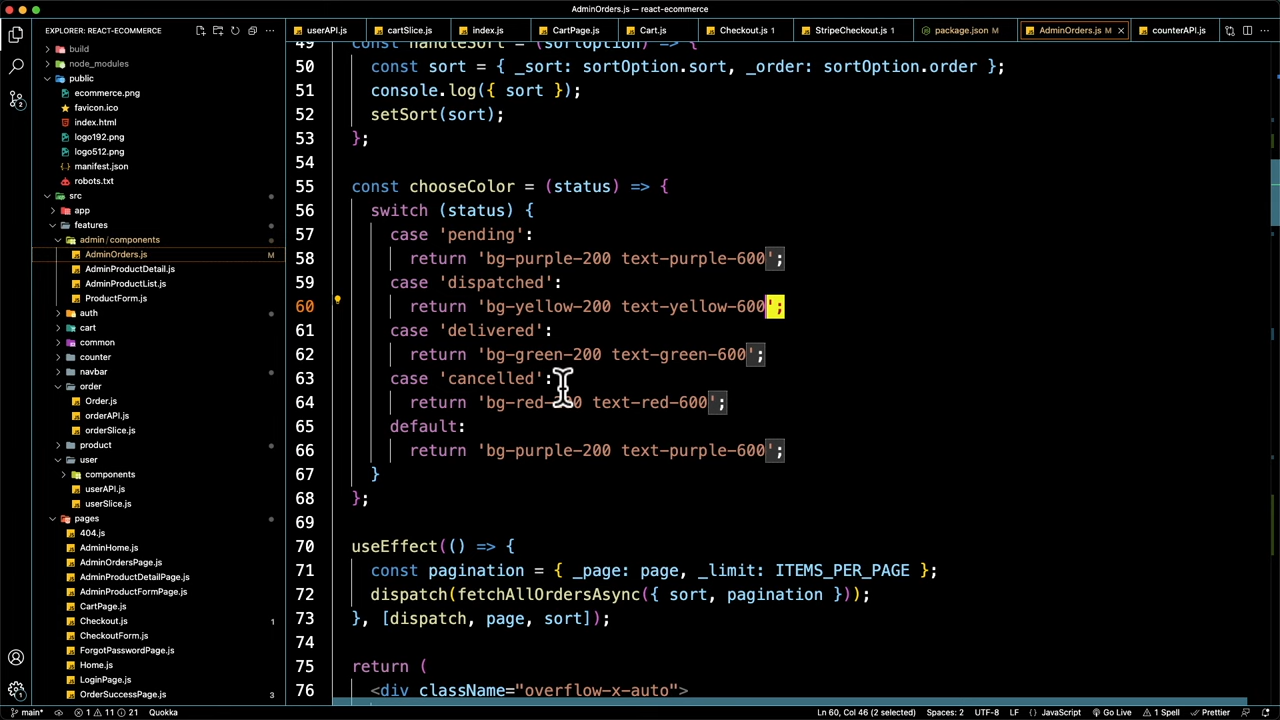 AdminOrders.js — react-ecommerce
EXPLORER: REACT-ECOMMERCE
build
node_modules
public
ecommerce.png
favicon.ico
index.html
logo192.png
logo512.png
manifest.json
robots.txt
src
app
features
admin / components
AdminOrders.js M
AdminProductDetail.js
AdminProductList.js
ProductForm.js
auth
cart
common
counter
navbar
order
Order.js
orderAPI.js
orderSlice.js
product
user
components
userAPI.js
userSlice.js
pages
404.js
AdminHome.js
AdminOrdersPage.js
AdminProductDetailPage.js
AdminProductFormPage.js
CartPage.js
Checkout.js 1
CheckoutForm.js
ForgotPasswordPage.js
Home.js
LoginPage.js
OrderSuccessPage.js 3
userAPI.js cartSlice.js index.js CartPage.js Cart.js Checkout.js 1 StripeCheckout.js 1 package.json M AdminOrders.js M counterAPI.js
49 const handleSort = (sortOption) => {
50 const sort = { _sort: sortOption.sort, _order: sortOption.order };
51 console.log({ sort });
52 setSort(sort);
53 };
54
55 const chooseColor = (status) => {
56 switch (status) {
57 case 'pending':
58 return 'bg-purple-200 text-purple-600';
59 case 'dispatched':
60 return 'bg-yellow-200 text-yellow-600';
61 case 'delivered':
62 return 'bg-green-200 text-green-600';
63 case 'cancelled':
64 return 'bg-red-200 text-red-600';
65 default:
66 return 'bg-purple-200 text-purple-600';
67 }
68 };
69
70 useEffect(() => {
71 const pagination = { _page: page, _limit: ITEMS_PER_PAGE };
72 dispatch(fetchAllOrdersAsync({ sort, pagination }));
73 }, [dispatch, page, sort]);
74
75 return (
76 <div className="overflow-x-auto">
main* 1 11 21 Quokka Ln 60, Col 46 (2 selected) Spaces: 2 UTF-8 LF {} JavaScript Go Live 1 Spell Prettier